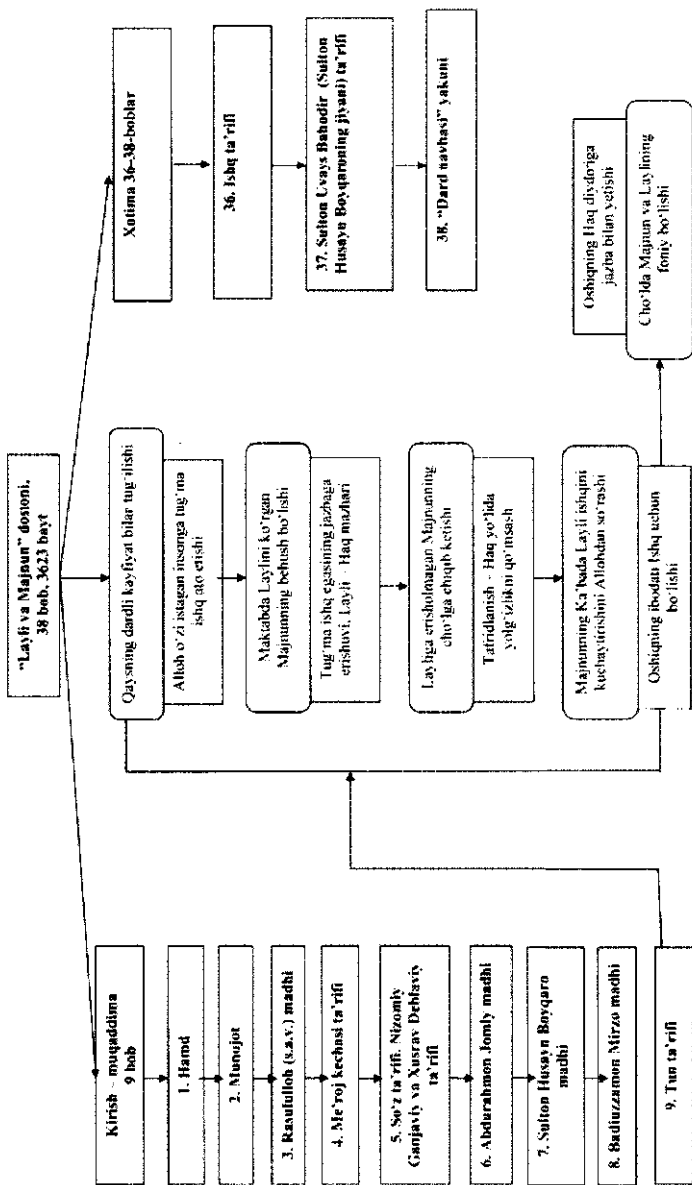 "Layli va Majnun" dostoni,
38 bob, 3623 bayt
Kirish – muqaddima
9 bob
1. Hamd
2. Munojot
3. Rasululloh (s.a.v.) madhi
4. Me'roj kechasi ta'rifi
5. So'z ta'rifi. Nizomiy
Ganjaviy va Xusrav Dehlaviy
ta'rifi
6. Abdurahmon Jomiy madhi
7. Sulton Husayn Boyqaro
madhi
8. Badiuzzamon Mirzo madhi
9. Tun ta'rifi
Qaysning dardli kayfiyat bilan tug'ilishi
Alloh o'zi istagan insonga tug'ma
ishq ato etishi
Maktabda Laylini ko'rgan
Majnunning behush bo'lishi
Tug'ma ishq egasining jazbaga
erishuvi, Layli - Haq mazhari
Layliga erisholmagan Majnunning
cho'lga chiqib ketishi
Tafridlanish - Haq yo'lida
yolg'izlikni qo'msash
Majnunning Ka'bada Layli ishqini
kuchaytirishini Allohdan so'rashi
Oshiqning ibodati Ishq uchun
bo'lishi
Oshiqning Haq diydoriga
jazba bilan yetishi
Cho'lda Majnun va Laylining
foniy bo'lishi
Xotima 36–38-boblar
36. Ishq ta'rifi
37. Sulton Uvays Bahodir (Sulton
Husayn Boyqaroning jiyani) ta'rifi
38. "Dard navhasi" yakuni